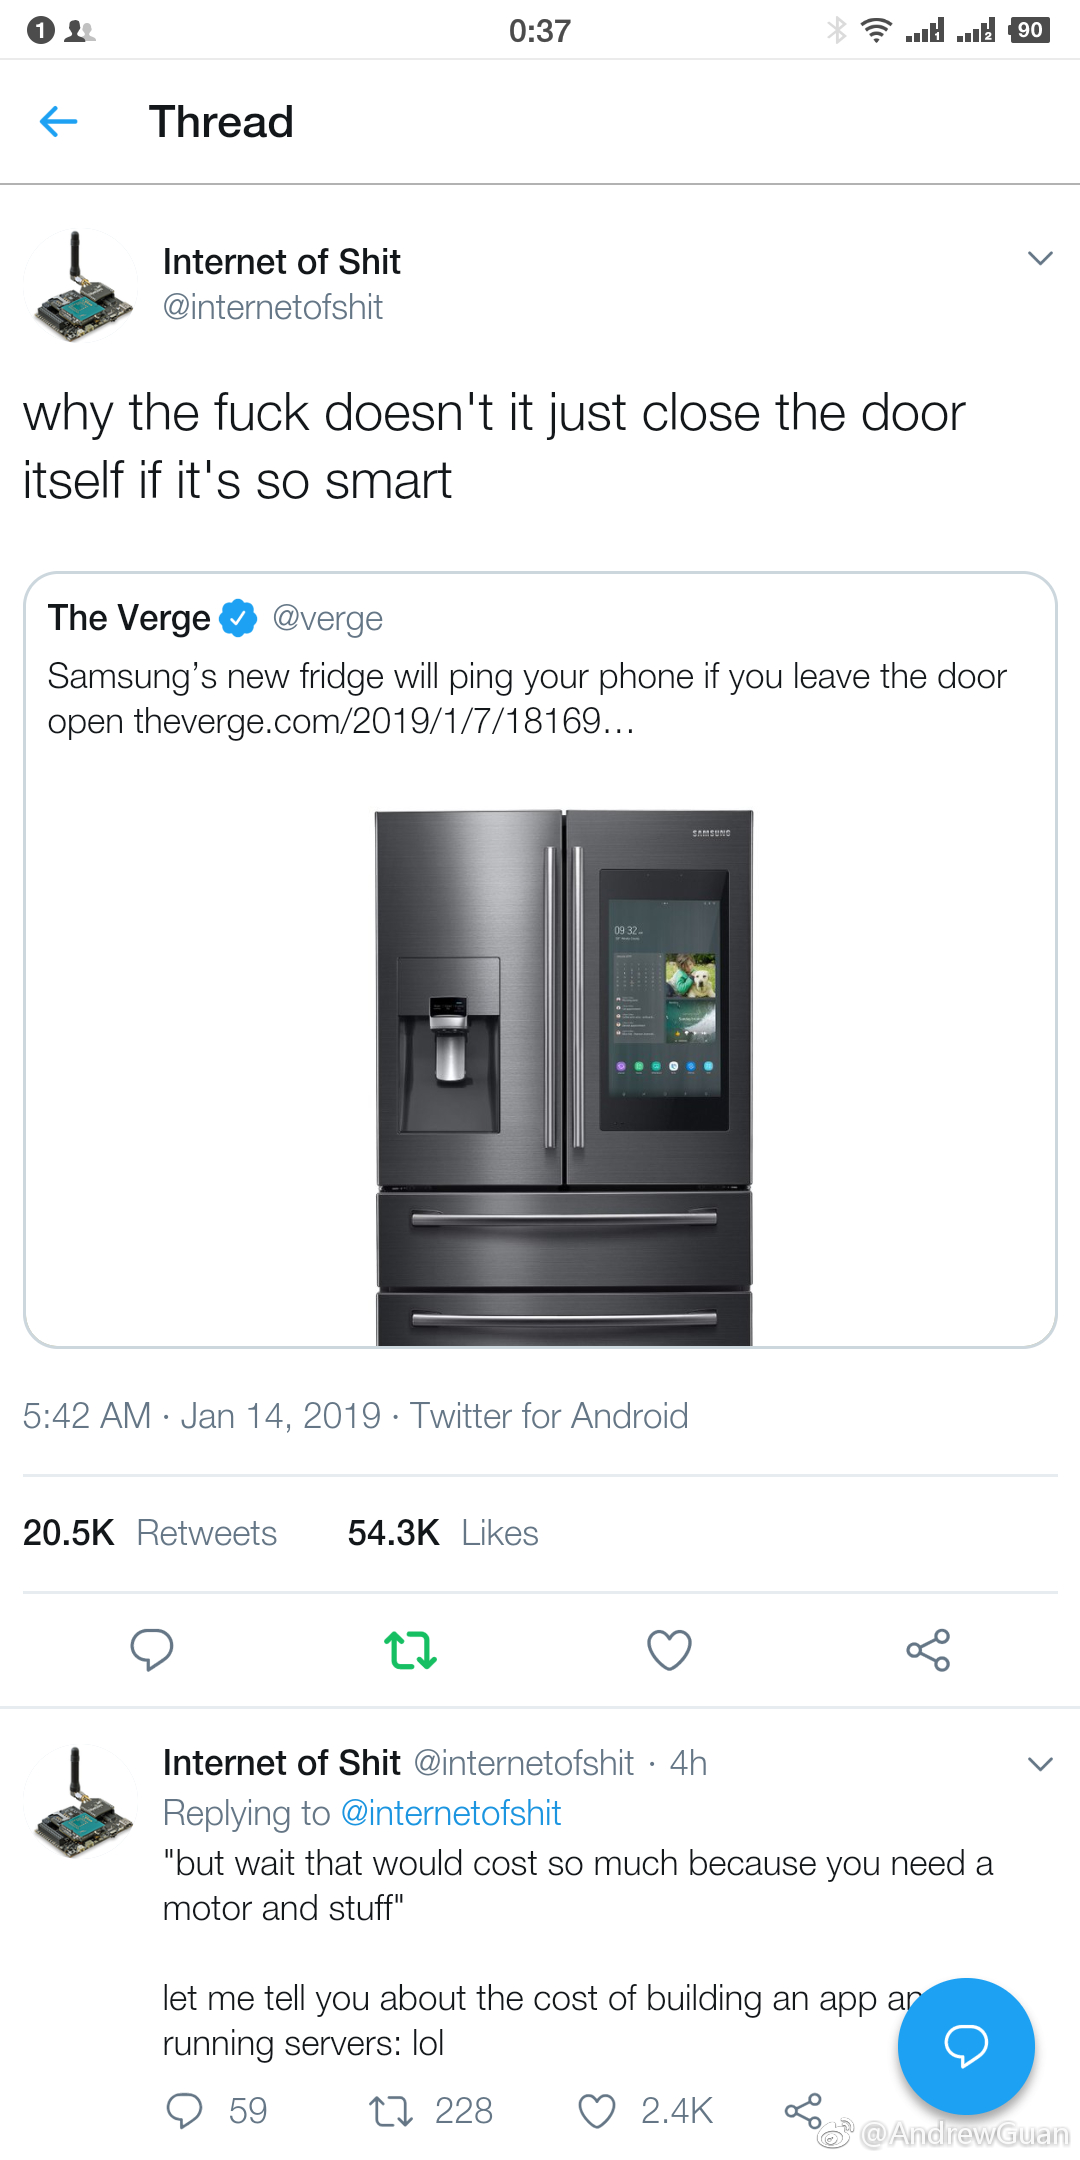 1
0:37
1
2
90
Thread
Internet of Shit
@internetofshit
why the fuck doesn't it just close the door
itself if it's so smart
The Verge @verge
Samsung’s new fridge will ping your phone if you leave the door
open theverge.com/2019/1/7/18169…
SAMSUNG
09:32
5:42 AM · Jan 14, 2019 · Twitter for Android
20.5K Retweets 54.3K Likes
Internet of Shit @internetofshit · 4h
Replying to @internetofshit
"but wait that would cost so much because you need a
motor and stuff"
let me tell you about the cost of building an app
running servers: lol
59 228 2.4K
@AndrewGuan